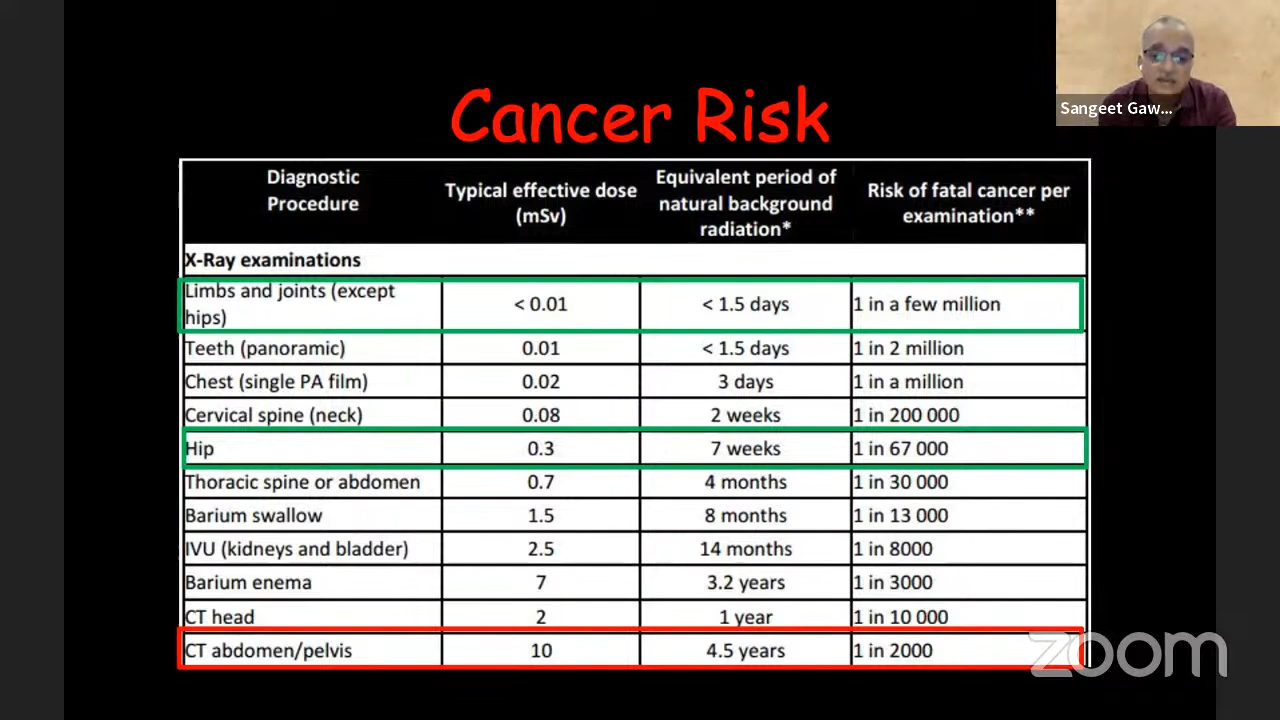 Sangeet Gaw...
Cancer Risk
Diagnostic
Procedure
Typical effective dose
(mSv)
Equivalent period of
natural background
radiation*
Risk of fatal cancer per
examination**
X-Ray examinations
Limbs and joints (except
hips)
< 0.01
< 1.5 days
1 in a few million
Teeth (panoramic)
0.01
< 1.5 days
1 in 2 million
Chest (single PA film)
0.02
3 days
1 in a million
Cervical spine (neck)
0.08
2 weeks
1 in 200 000
Hip
0.3
7 weeks
1 in 67 000
Thoracic spine or abdomen
0.7
4 months
1 in 30 000
Barium swallow
1.5
8 months
1 in 13 000
IVU (kidneys and bladder)
2.5
14 months
1 in 8000
Barium enema
7
3.2 years
1 in 3000
CT head
2
1 year
1 in 10 000
CT abdomen/pelvis
10
4.5 years
1 in 2000
zoom